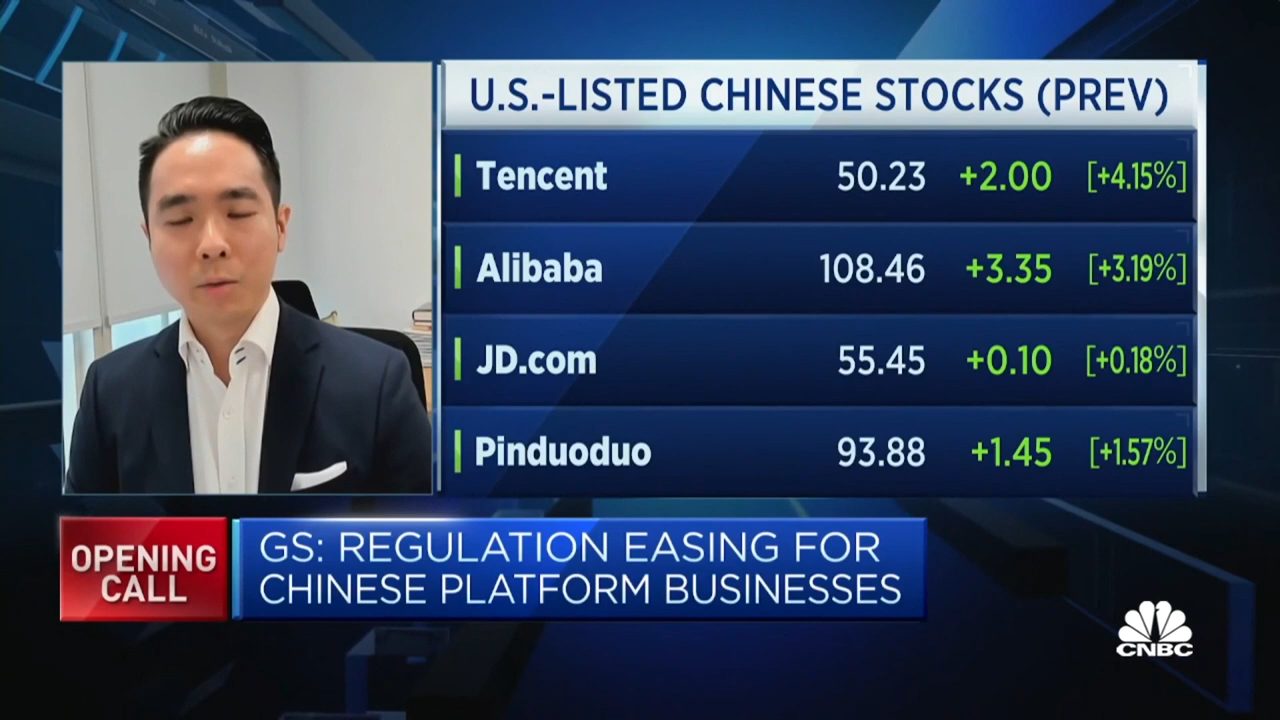 U.S.-LISTED CHINESE STOCKS (PREV)
Tencent 50.23 +2.00 [+4.15%]
Alibaba 108.46 +3.35 [+3.19%]
JD.com 55.45 +0.10 [+0.18%]
Pinduoduo 93.88 +1.45 [+1.57%]
OPENING
CALL
GS: REGULATION EASING FOR
CHINESE PLATFORM BUSINESSES
CNBC